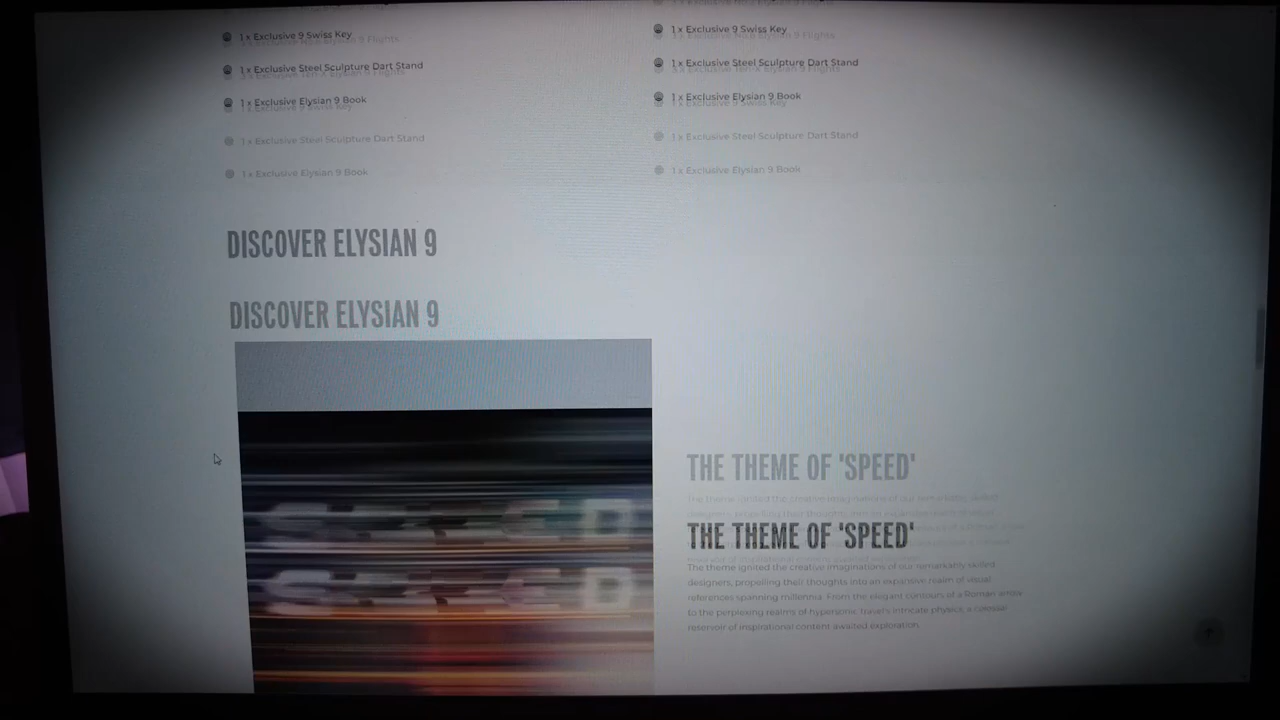 1 x Exclusive 9 Swiss Key
1 x Exclusive Steel Sculpture Dart Stand
1 x Exclusive Elysian 9 Book
1 x Exclusive Steel Sculpture Dart Stand
1 x Exclusive Elysian 9 Book
1 x Exclusive 9 Swiss Key
1 x Exclusive Steel Sculpture Dart Stand
1 x Exclusive Elysian 9 Book
1 x Exclusive Steel Sculpture Dart Stand
1 x Exclusive Elysian 9 Book
DISCOVER ELYSIAN 9
DISCOVER ELYSIAN 9
THE THEME OF 'SPEED'
THE THEME OF 'SPEED'
The theme ignited the creative imaginations of our remarkably skilled
designers, propelling their thoughts into an expansive realm of visual
references spanning millennia. From the elegant contours of a Roman arrow
to the perplexing realms of hypersonic travel's intricate physics, a colossal
reservoir of inspirational content awaited exploration.